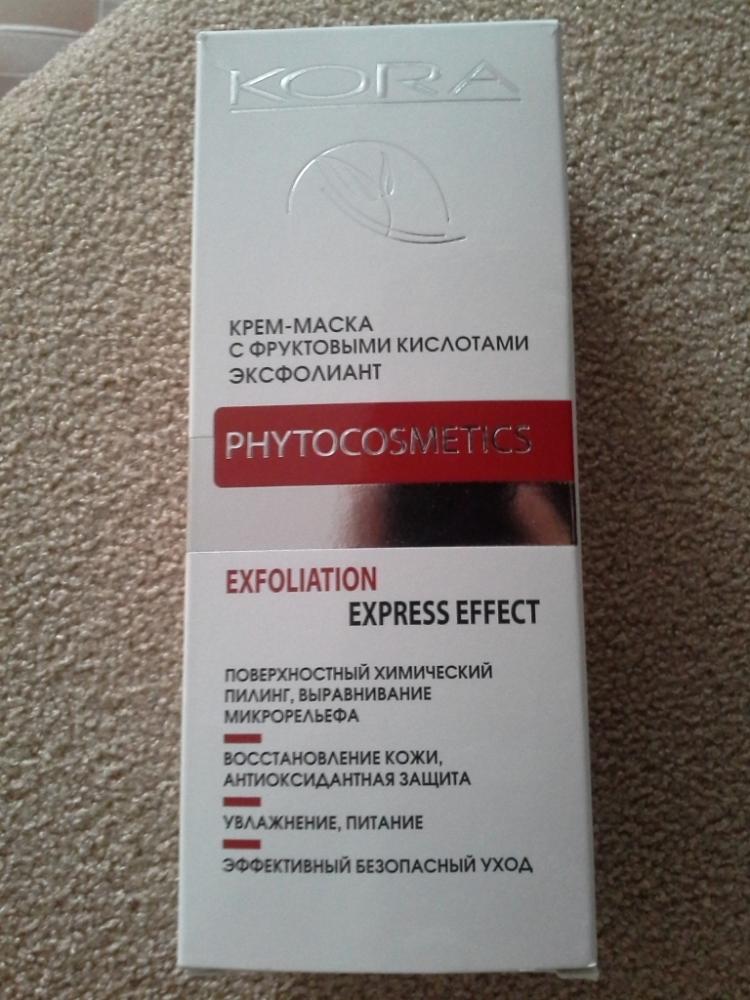 KORA
КРЕМ-МАСКА
С ФРУКТОВЫМИ КИСЛОТАМИ
ЭКСФОЛИАНТ
PHYTOCOSMETICS
EXFOLIATION
EXPRESS EFFECT
ПОВЕРХНОСТНЫЙ ХИМИЧЕСКИЙ
ПИЛИНГ, ВЫРАВНИВАНИЕ
МИКРОРЕЛЬЕФА
ВОССТАНОВЛЕНИЕ КОЖИ,
АНТИОКСИДАНТНАЯ ЗАЩИТА
УВЛАЖНЕНИЕ, ПИТАНИЕ
ЭФФЕКТИВНЫЙ БЕЗОПАСНЫЙ УХОД